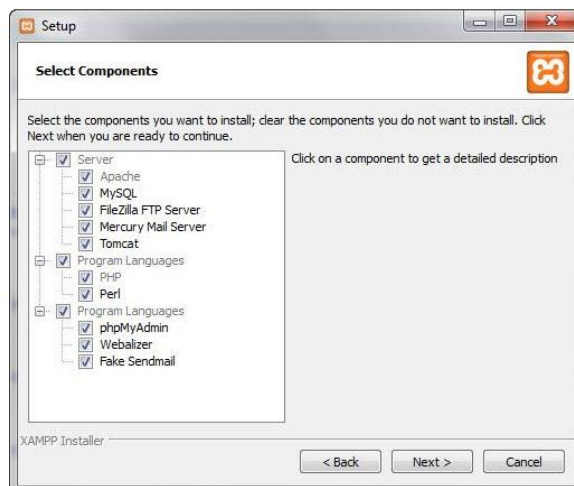 Setup
Select Components
Select the components you want to install; clear the components you do not want to install. Click
Next when you are ready to continue.
Server
Apache
MySQL
FileZilla FTP Server
Mercury Mail Server
Tomcat
Program Languages
PHP
Perl
Program Languages
phpMyAdmin
Webalizer
Fake Sendmail
Click on a component to get a detailed description
XAMPP Installer
< Back
Next >
Cancel